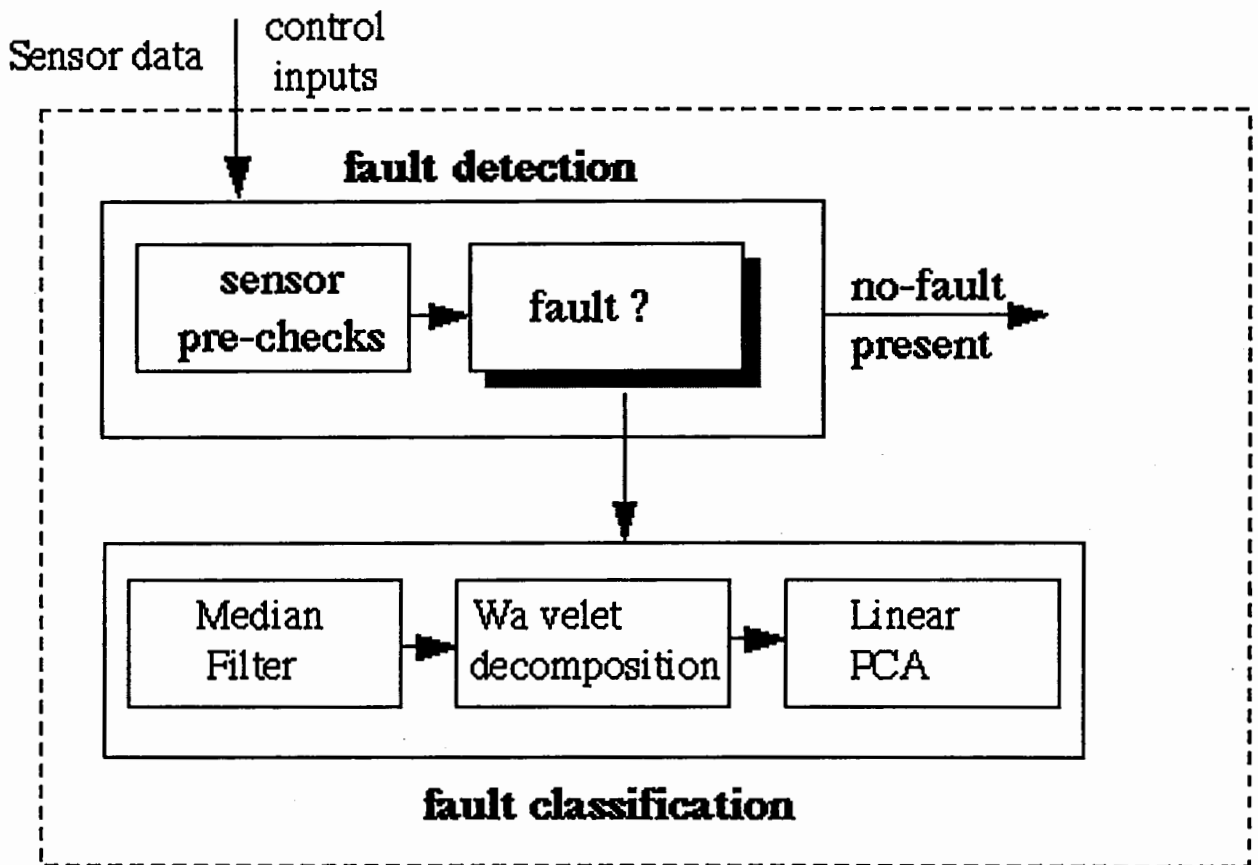 Sensor data
control
inputs
fault detection
sensor
pre-checks
fault ?
no-fault
present
Median
Filter
Wa velet
decomposition
Linear
PCA
fault classification